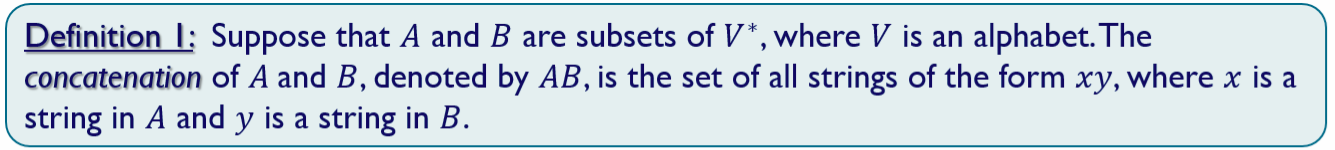 Definition 1: Suppose that A and B are subsets of V*, where V is an alphabet. The
concatenation of A and B, denoted by AB, is the set of all strings of the form xy, where x is a
string in A and y is a string in B.